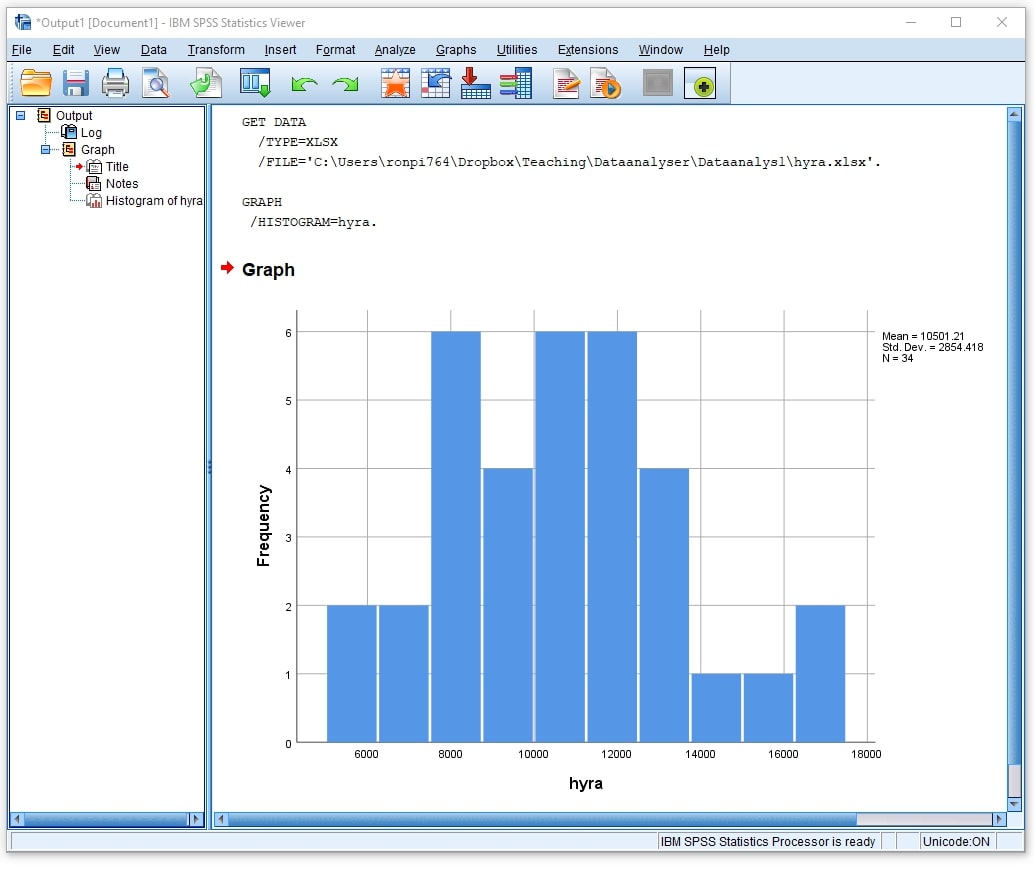 *Output1 [Document1] - IBM SPSS Statistics Viewer
File Edit View Data Transform Insert Format Analyze Graphs Utilities Extensions Window Help
Output
Log
Graph
Title
Notes
Histogram of hyra
GET DATA
/TYPE=XLSX
/FILE='C:\Users\ronpi764\Dropbox\Teaching\Dataanalyser\Dataanalys1\hyra.xlsx'.
GRAPH
/HISTOGRAM=hyra.
Graph
Mean = 10501.21
Std. Dev. = 2854.418
N = 34
Frequency
6
5
4
3
2
1
0
6000 8000 10000 12000 14000 16000 18000
hyra
IBM SPSS Statistics Processor is ready Unicode:ON